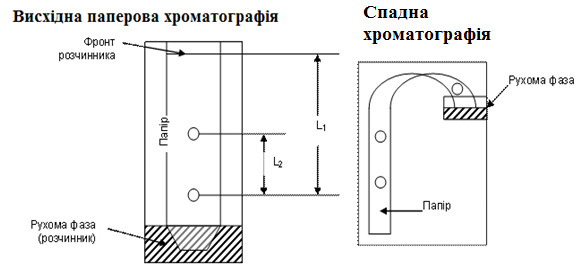 Висхідна паперова хроматографія
Фронт
розчинника
Папір
L1
L2
Рухома фаза
(розчинник)
Спадна
хроматографія
Рухома фаза
Папір